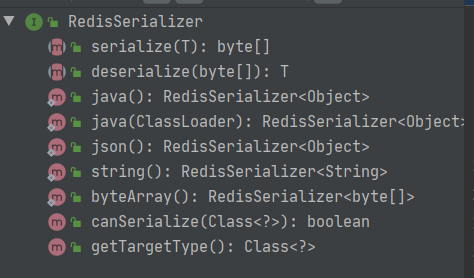 RedisSerializer
serialize(T): byte[]
deserialize(byte[]): T
java(): RedisSerializer<Object>
java(ClassLoader): RedisSerializer<Object>
json(): RedisSerializer<Object>
string(): RedisSerializer<String>
byteArray(): RedisSerializer<byte[]>
canSerialize(Class<?>): boolean
getTargetType(): Class<?>